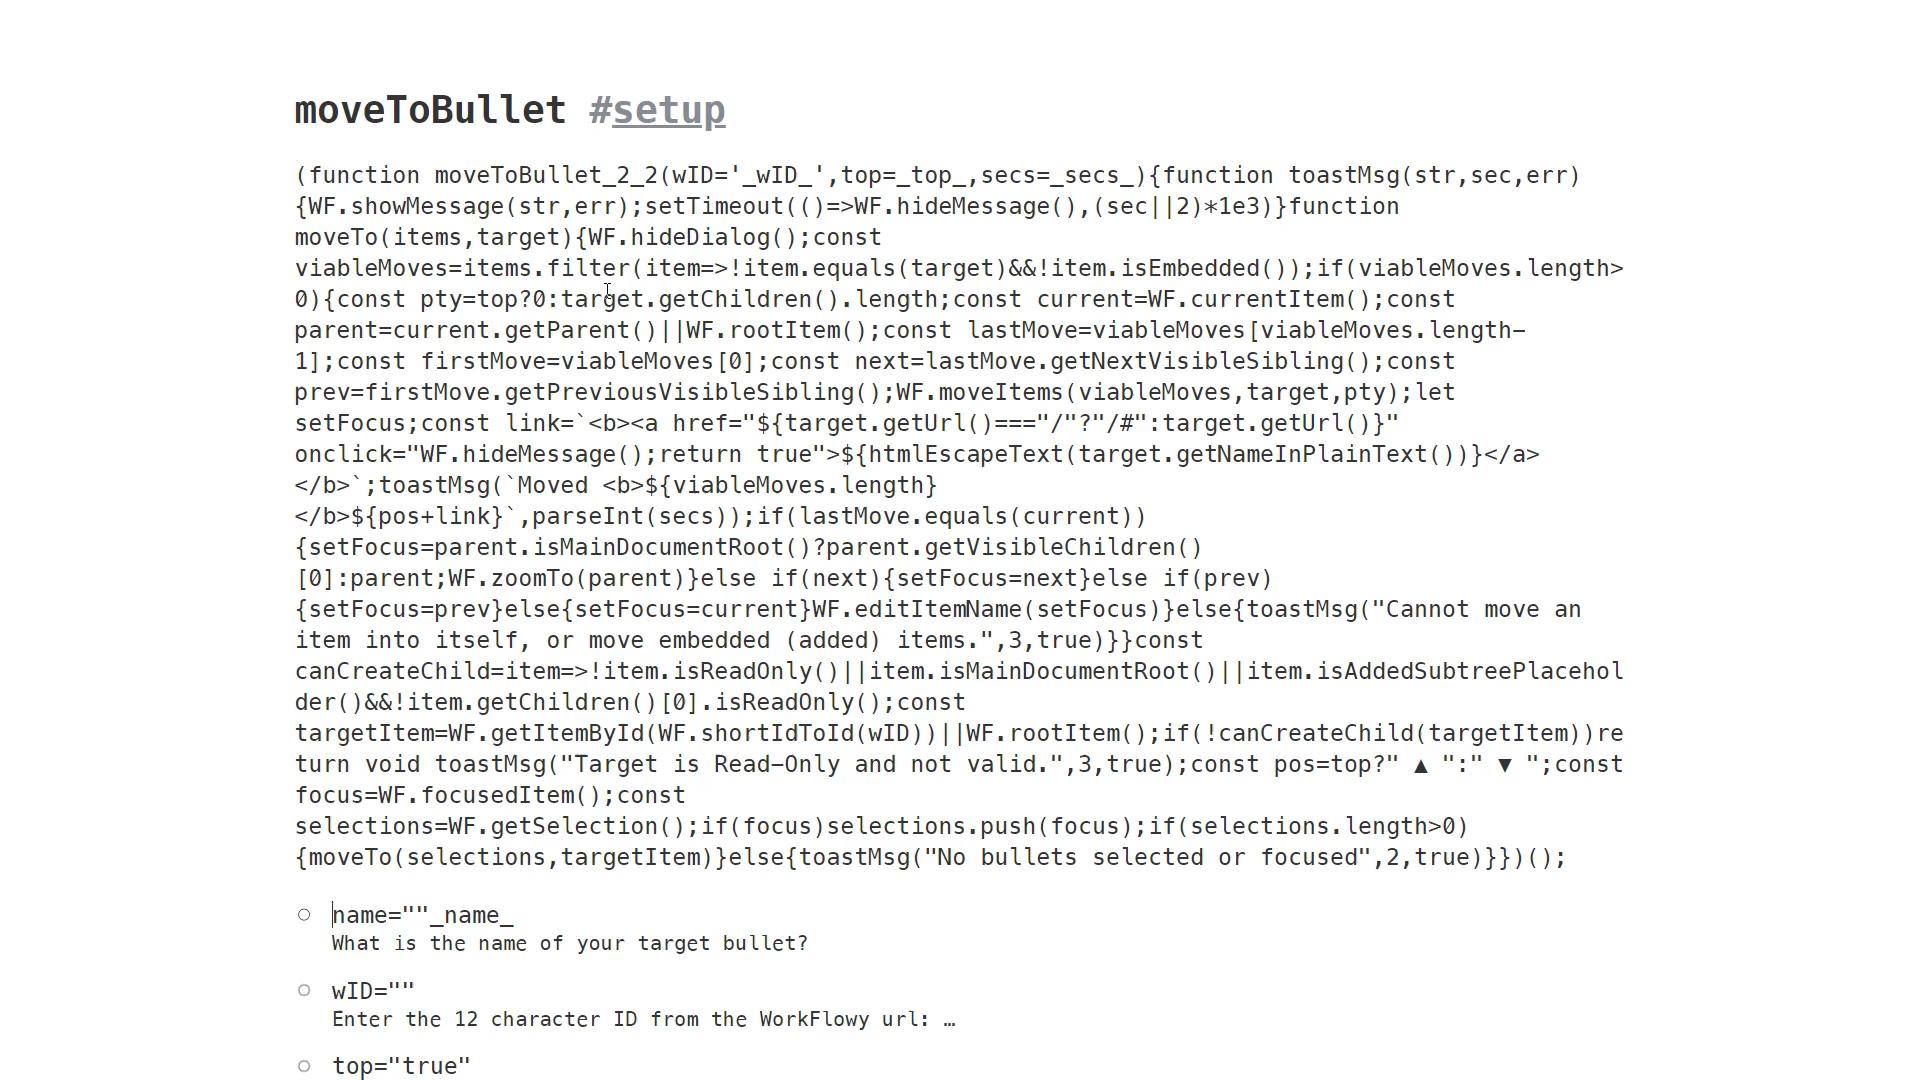 moveToBullet #setup
(function moveToBullet_2_2(wID='_wID_',top=_top_,secs=_secs_){function toastMsg(str,sec,err)
{WF.showMessage(str,err);setTimeout(()=>WF.hideMessage(),(sec||2)*1e3)}function
moveTo(items,target){WF.hideDialog();const
viableMoves=items.filter(item=>!item.equals(target)&&!item.isEmbedded());if(viableMoves.length>
0){const pty=top?0:target.getChildren().length;const current=WF.currentItem();const
parent=current.getParent()||WF.rootItem();const lastMove=viableMoves[viableMoves.length-
1];const firstMove=viableMoves[0];const next=lastMove.getNextVisibleSibling();const
prev=firstMove.getPreviousVisibleSibling();WF.moveItems(viableMoves,target,pty);let
setFocus;const link=`<b><a href="${target.getUrl()==="/"?"/#":target.getUrl()}"
onclick="WF.hideMessage();return true">${htmlEscapeText(target.getNameInPlainText())}</a>
</b>`;toastMsg(`Moved <b>${viableMoves.length}
</b>${pos+link}`,parseInt(secs));if(lastMove.equals(current))
{setFocus=parent.isMainDocumentRoot()?parent.getVisibleChildren()
[0]:parent;WF.zoomTo(parent)}else if(next){setFocus=next}else if(prev)
{setFocus=prev}else{setFocus=current}WF.editItemName(setFocus)}else{toastMsg("Cannot move an
item into itself, or move embedded (added) items.",3,true)}}const
canCreateChild=item=>!item.isReadOnly()||item.isMainDocumentRoot()||item.isAddedSubtreePlacehol
der()&&!item.getChildren()[0].isReadOnly();const
targetItem=WF.getItemById(WF.shortIdToId(wID))||WF.rootItem();if(!canCreateChild(targetItem))re
turn void toastMsg("Target is Read-Only and not valid.",3,true);const pos=top?" ▲ ":" ▼ ";const
focus=WF.focusedItem();const
selections=WF.getSelection();if(focus)selections.push(focus);if(selections.length>0)
{moveTo(selections,targetItem)}else{toastMsg("No bullets selected or focused",2,true)}})();
name=""_name_
What is the name of your target bullet?
wID=""
Enter the 12 character ID from the WorkFlowy url: …
top="true"